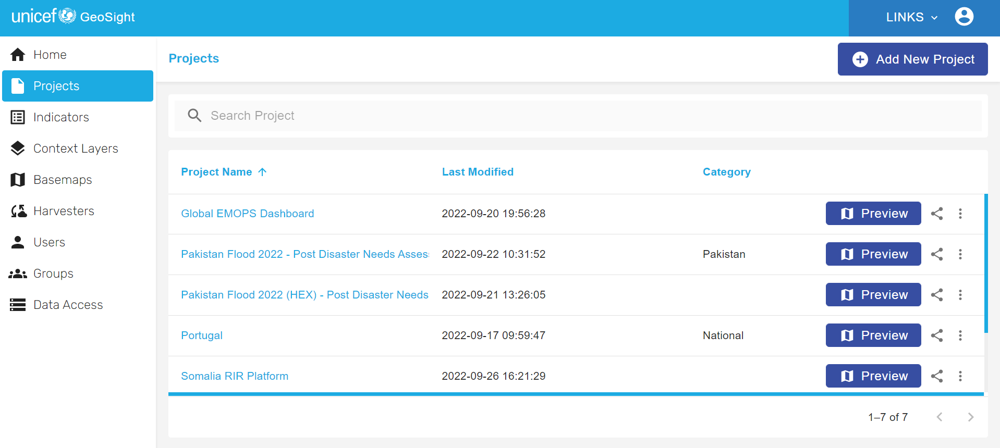 unicef GeoSight
LINKS
Home
Projects
Indicators
Context Layers
Basemaps
Harvesters
Users
Groups
Data Access
Projects
Add New Project
Search Project
Project Name Last Modified Category
Global EMOPS Dashboard 2022-09-20 19:56:28 Preview
Pakistan Flood 2022 - Post Disaster Needs Asses 2022-09-22 10:31:52 Pakistan Preview
Pakistan Flood 2022 (HEX) - Post Disaster Needs 2022-09-21 13:26:05 Preview
Portugal 2022-09-17 09:59:47 National Preview
Somalia RIR Platform 2022-09-26 16:21:29 Preview
1–7 of 7